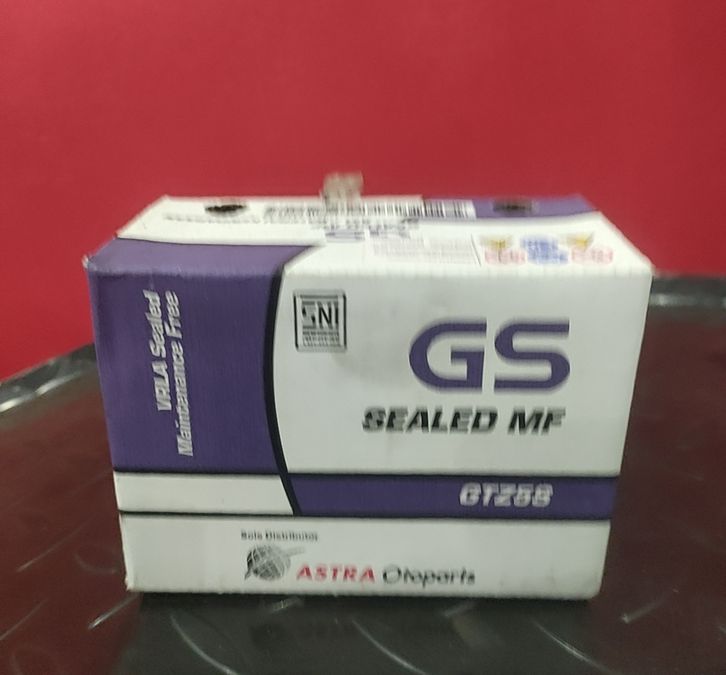 VRLA Sealed
Maintenance Free
SNI
GS
SEALED MF
GTZ5S
Sole Distributor
ASTRA Otoparts